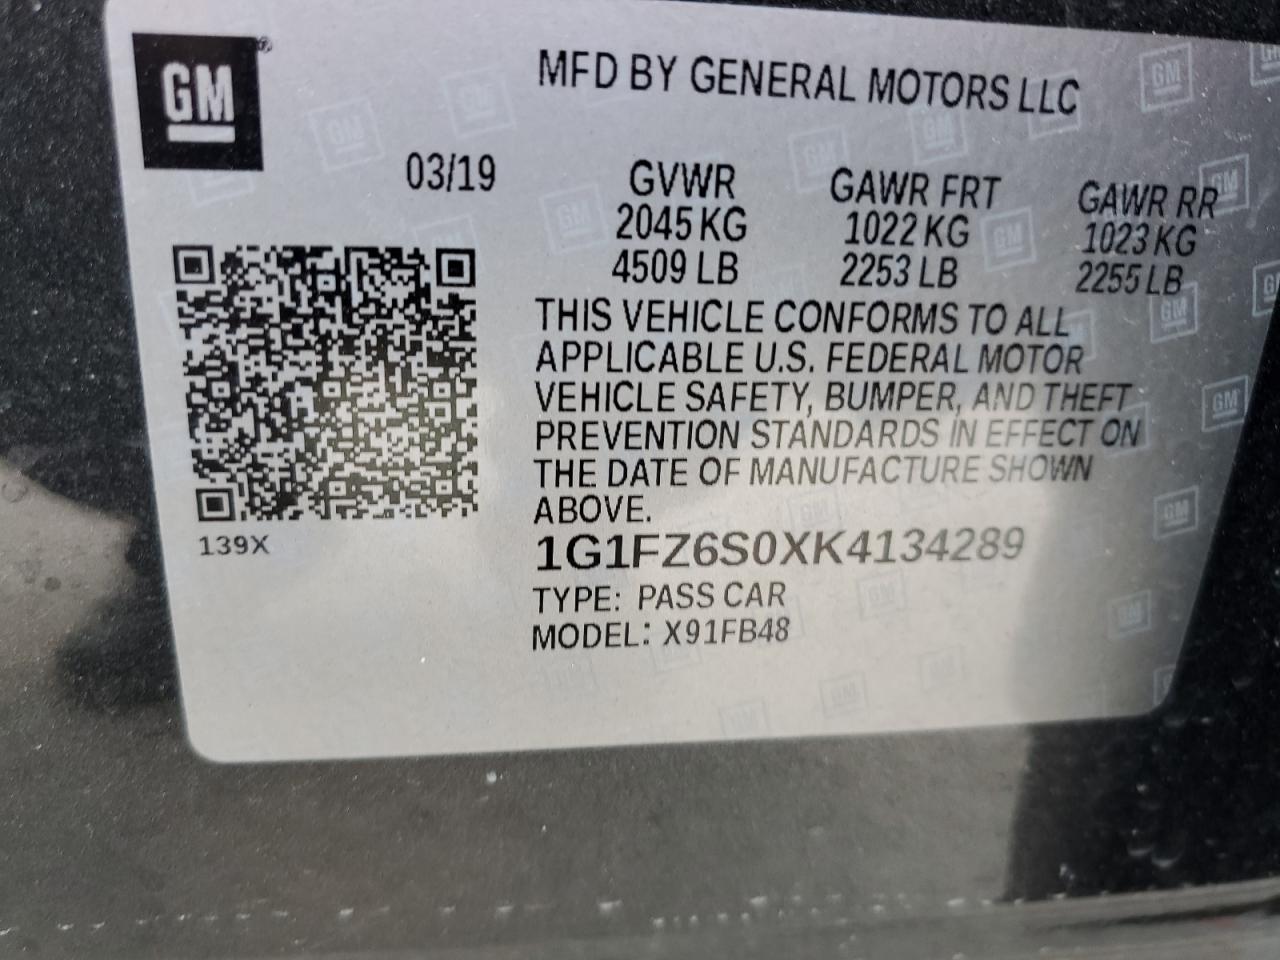 GM
MFD BY GENERAL MOTORS LLC
03/19
GVWR GAWR FRT GAWR RR
2045 KG 1022 KG 1023 KG
4509 LB 2253 LB 2255 LB
THIS VEHICLE CONFORMS TO ALL
APPLICABLE U.S. FEDERAL MOTOR
VEHICLE SAFETY, BUMPER, AND THEFT
PREVENTION STANDARDS IN EFFECT ON
THE DATE OF MANUFACTURE SHOWN
ABOVE.
139X
1G1FZ6S0XK4134289
TYPE: PASS CAR
MODEL: X91FB48